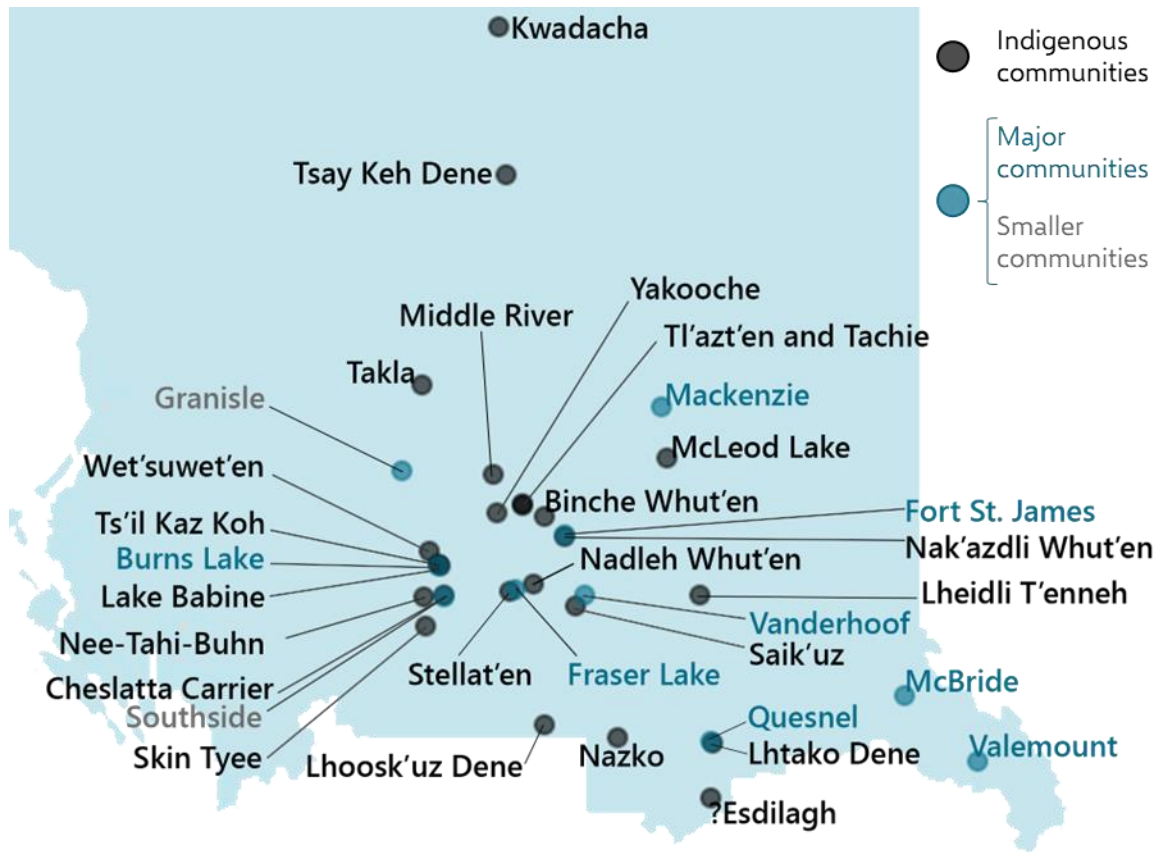 Kwadacha
Indigenous
communities
Major
communities
Smaller
communities
Tsay Keh Dene
Yakooche
Middle River
Tl'azt'en and Tachie
Takla
Granisle
Mackenzie
McLeod Lake
Wet'suwet'en
Binche Whut'en
Ts'il Kaz Koh
Fort St. James
Burns Lake
Nak'azdli Whut'en
Nadleh Whut'en
Lake Babine
Lheidli T'enneh
Nee-Tahi-Buhn
Vanderhoof
Saik'uz
Stellat'en
Fraser Lake
Cheslatta Carrier
McBride
Southside
Quesnel
Skin Tyee
Lhoosk'uz Dene
Nazko
Lhtako Dene
Valemount
?Esdilagh